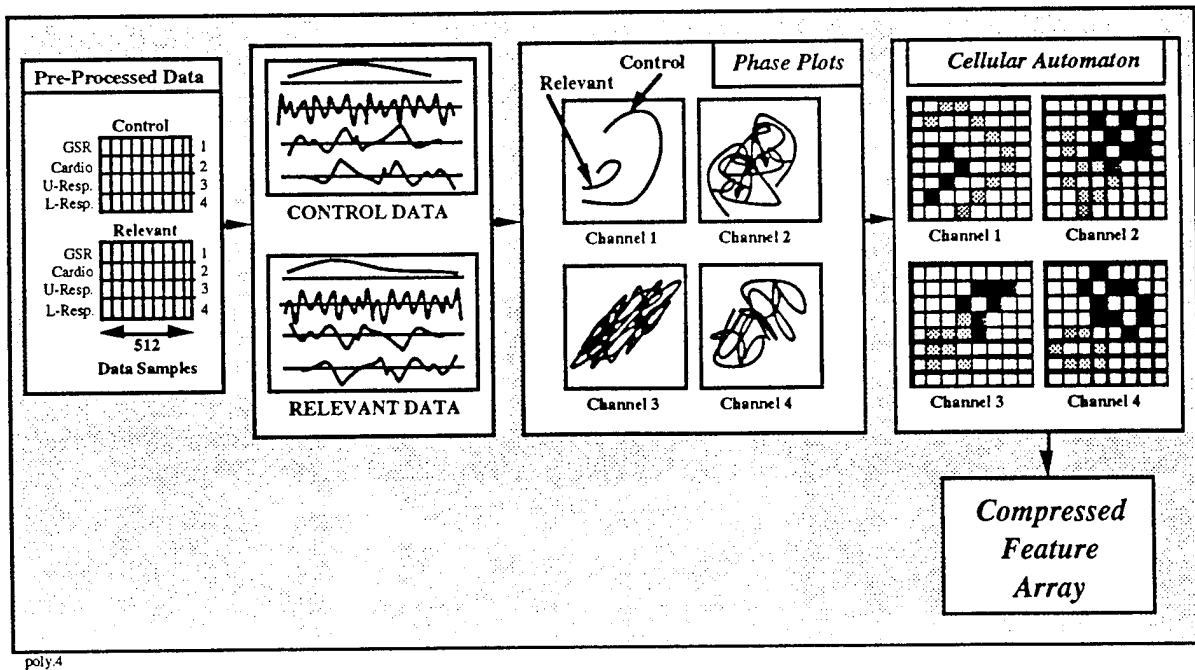 Pre-Processed Data
Control
GSR 1
Cardio 2
U-Resp. 3
L-Resp. 4
Relevant
GSR 1
Cardio 2
U-Resp. 3
L-Resp. 4
512
Data Samples
CONTROL DATA
RELEVANT DATA
Phase Plots
Control
Relevant
Channel 1
Channel 2
Channel 3
Channel 4
Cellular Automaton
Channel 1
Channel 2
Channel 3
Channel 4
Compressed
Feature
Array
poly.4